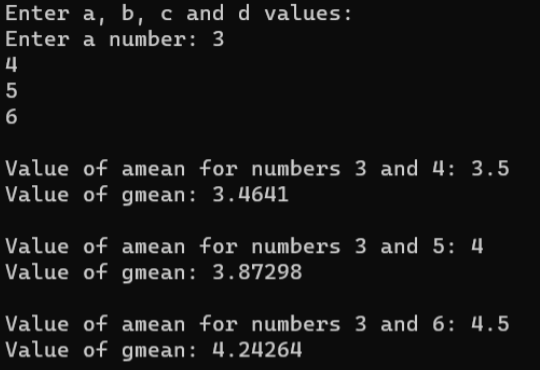 Enter a, b, c and d values:
Enter a number: 3
4
5
6
Value of amean for numbers 3 and 4: 3.5
Value of gmean: 3.4641
Value of amean for numbers 3 and 5: 4
Value of gmean: 3.87298
Value of amean for numbers 3 and 6: 4.5
Value of gmean: 4.24264